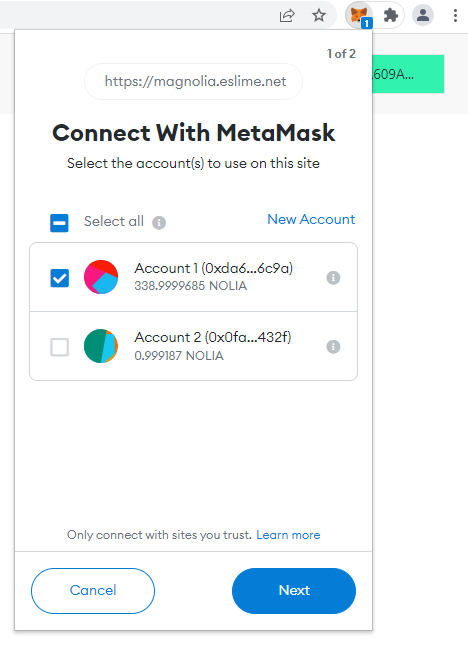 1
1 of 2
.609A...
https://magnolia.eslime.net
Connect With MetaMask
Select the account(s) to use on this site
Select all
New Account
Account 1 (0xda6...6c9a)
338.9999685 NOLIA
Account 2 (0x0fa...432f)
0.999187 NOLIA
Only connect with sites you trust. Learn more
Cancel
Next